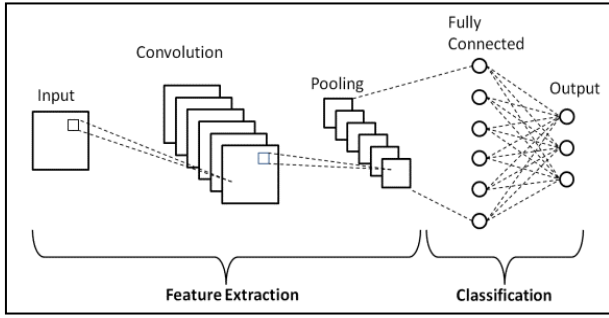 Fully
Connected
Convolution
Pooling
Output
Input
Feature Extraction
Classification